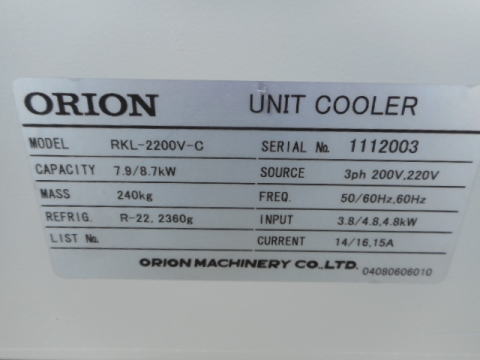 ORION UNIT COOLER
MODEL RKL-2200V-C SERIAL No. 1112003
CAPACITY 7.9/8.7kW SOURCE 3ph 200V,220V
MASS 240kg FREQ. 50/60Hz,60Hz
REFRIG. R-22, 2360g INPUT 3.8/4.8,4.8kW
LIST No. CURRENT 14/16,15A
ORION MACHINERY CO.,LTD. 04080606010